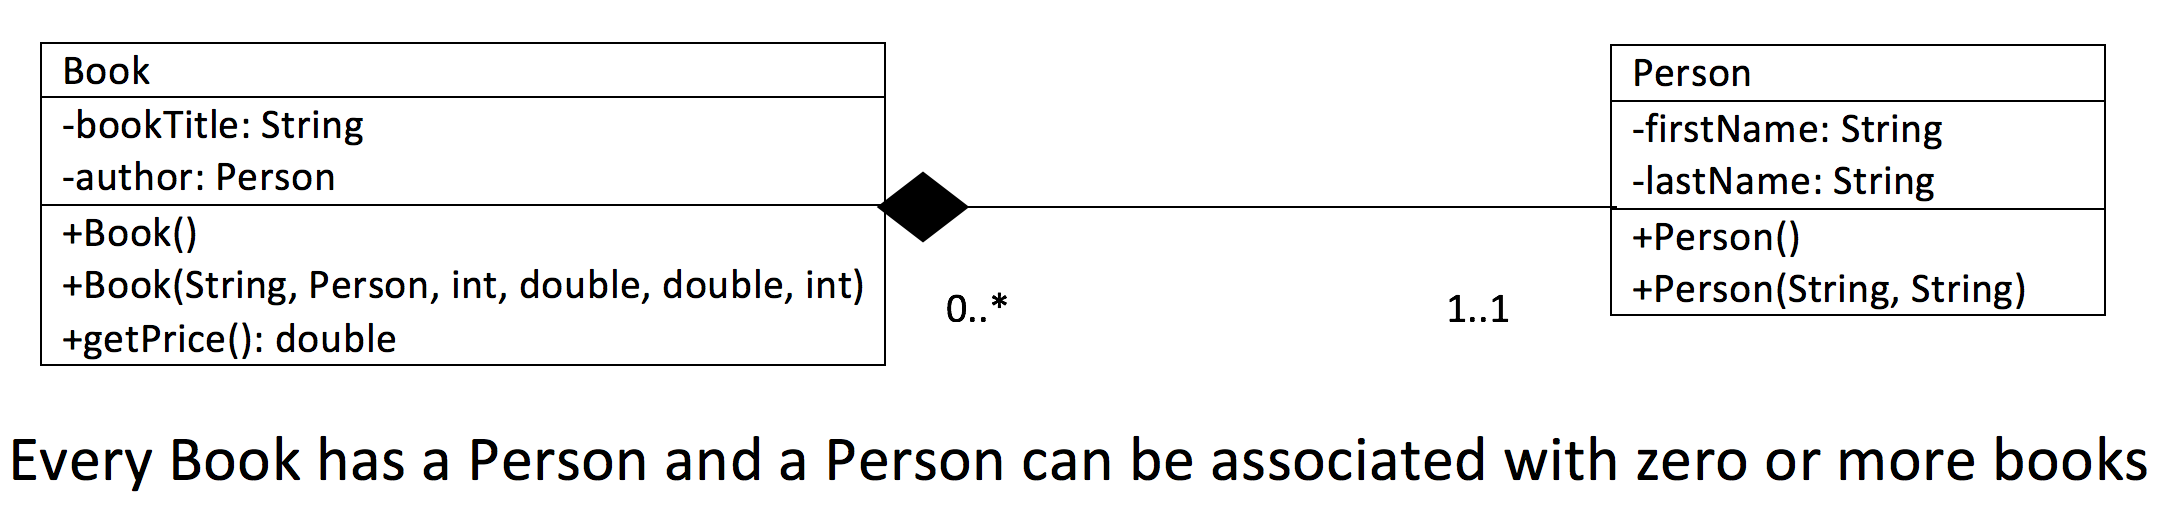 Book
-bookTitle: String
-author: Person
+Book()
+Book(String, Person, int, double, double, int)
+getPrice(): double
0..*
1..1
Person
-firstName: String
-lastName: String
+Person()
+Person(String, String)
Every Book has a Person and a Person can be associated with zero or more books